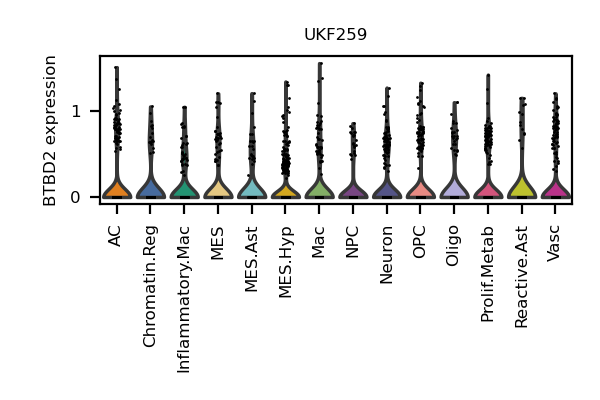 UKF259
BTBD2 expression
1
0
AC
Chromatin.Reg
Inflammatory.Mac
MES
MES.Ast
MES.Hyp
Mac
NPC
Neuron
OPC
Oligo
Prolif.Metab
Reactive.Ast
Vasc